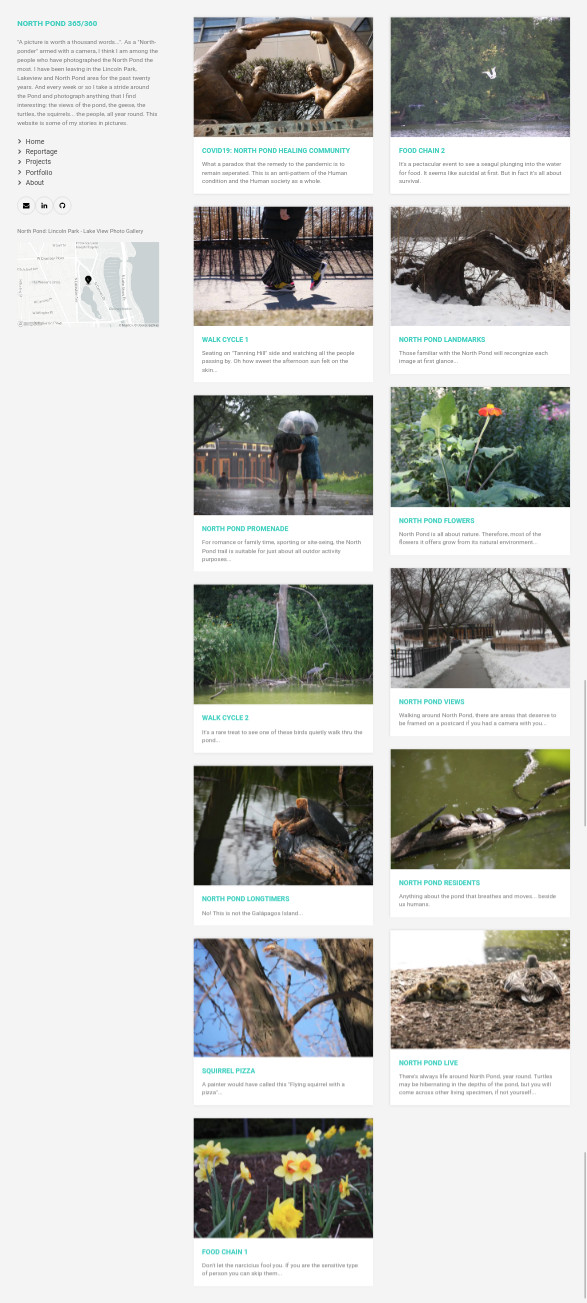 NORTH POND 365/360
"A picture is worth a thousand words...". As a "North-
ponder" armed with a camera, I think I am among the
people who have photographed the North Pond the
most. I have been leaving in the Lincoln Park,
Lakeview and North Pond area for the past twenty
years. And every week or so I take a stride around
the Pond and photograph anything that I find
interesting: the views of the pond, the geese, the
turtles, the squirrels... the people, all year round. This
website is some of my stories in pictures.
Home
Reportage
Projects
Portfolio
About
North Pond: Lincoln Park - Lake View Photo Gallery
COVID19: NORTH POND HEALING COMMUNITY
What a paradox that the remedy to the pandemic is to
remain separated. This is an anti-pattern of the Human
condition and the Human society as a whole.
WALK CYCLE 1
Seating on "Tanning Hill" side and watching all the people
passing by. Oh how sweet the afternoon sun felt on the
skin...
NORTH POND PROMENADE
For romance or family time, sporting or site-seing, the North
Pond trail is suitable for just about all outdor activity
purposes...
WALK CYCLE 2
It's a rare treat to see one of these birds quietly walk thru the
pond...
NORTH POND LONGTIMERS
No! This is not the Galápagos Island...
SQUIRREL PIZZA
A painter would have called this "Flying squirrel with a
pizza"...
FOOD CHAIN 1
Don't let the narcicius fool you. If you are the sensitive type
of person you can skip them...
FOOD CHAIN 2
It's a pectacular event to see a seagul plunging into the water
for food. It seems like suicidal at first. But in fact it's all about
survival.
NORTH POND LANDMARKS
Those familiar with the North Pond will recongnize each
image at first glance...
NORTH POND FLOWERS
North Pond is all about nature. Therefore, most of the
flowers it offers grow from its natural environment...
NORTH POND VIEWS
Walking around North Pond, there are areas that deserve to
be framed on a postcard if you had a camera with you...
NORTH POND RESIDENTS
Anything about the pond that breathes and moves... beside
us humans.
NORTH POND LIVE
There's always life around North Pond, year round. Turtles
may be hibernating in the depths of the pond, but you will
come across other living specimen, if not yourself...